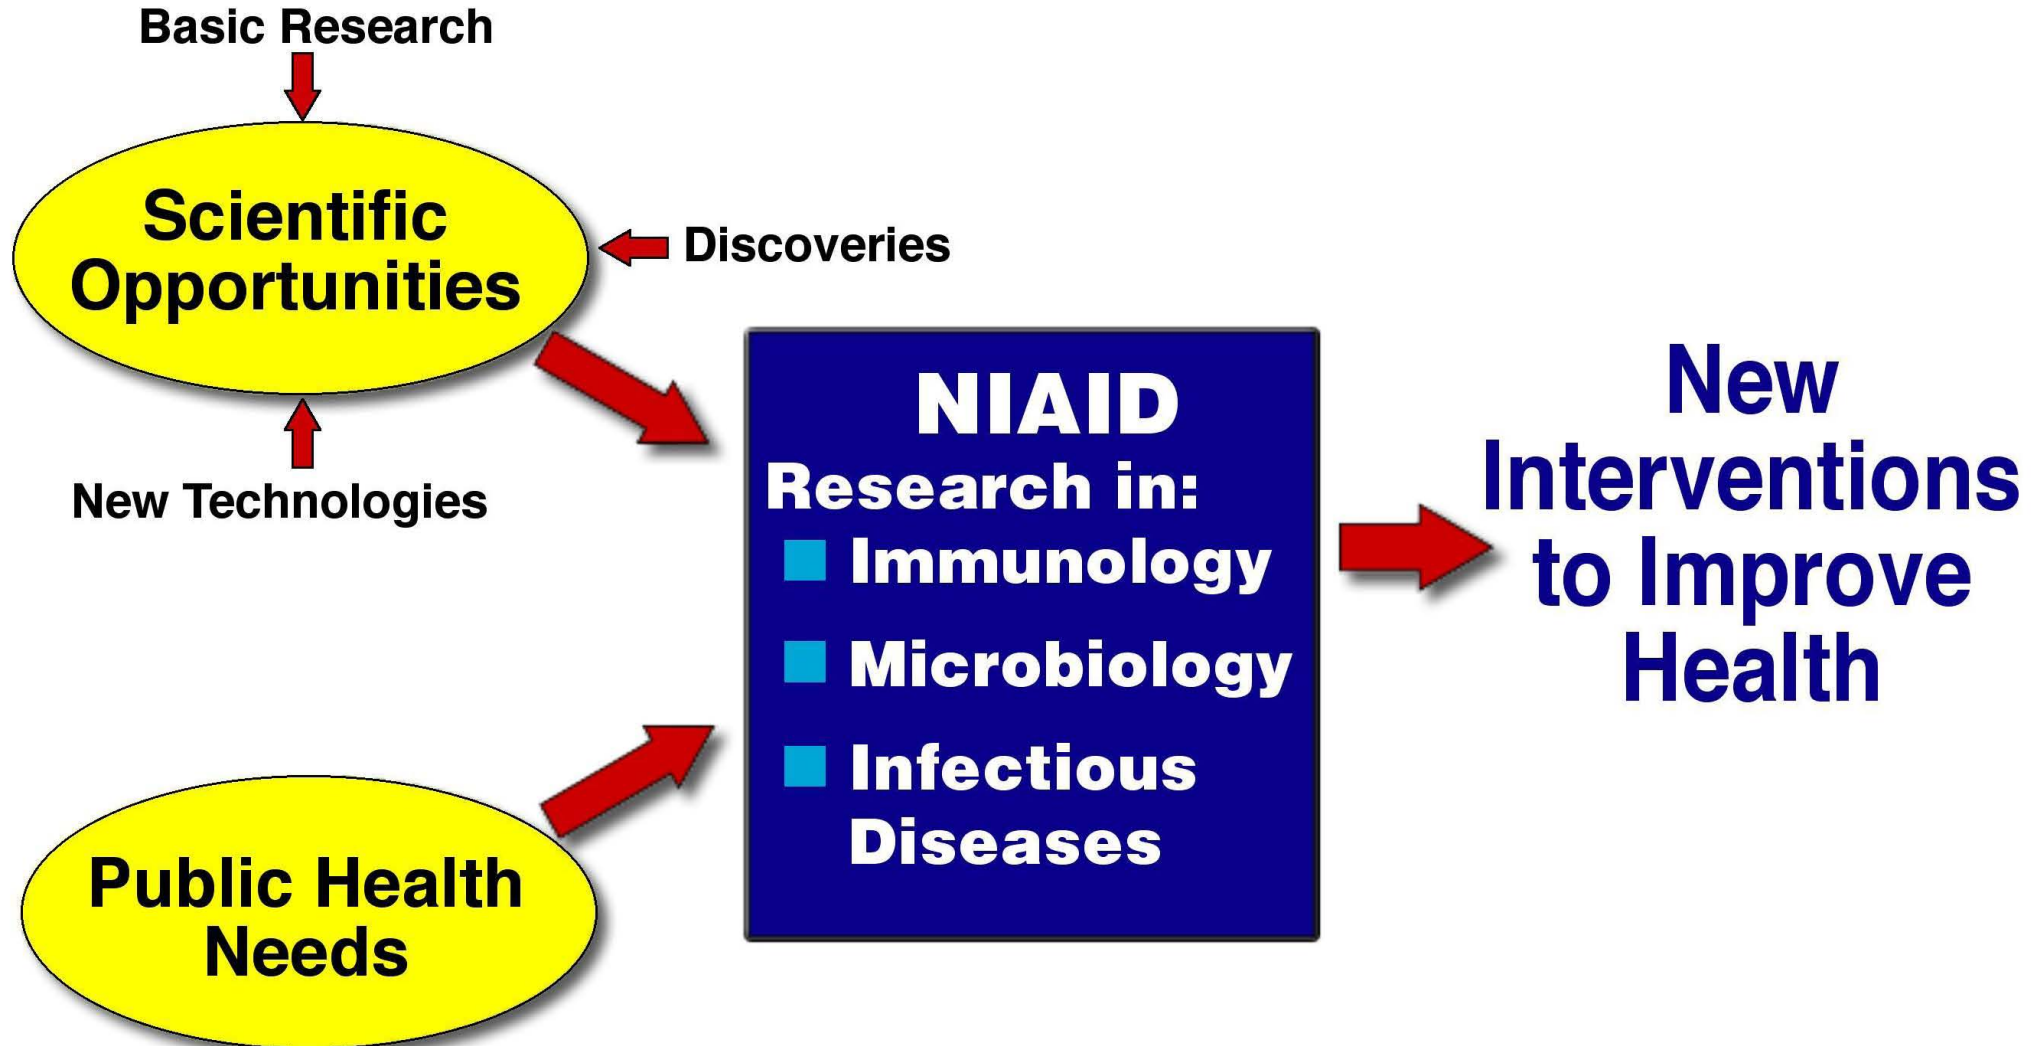 Basic Research
Scientific
Opportunities
Discoveries
New Technologies
Public Health
Needs
NIAID
Research in:
Immunology
Microbiology
Infectious
Diseases
New
Interventions
to Improve
Health